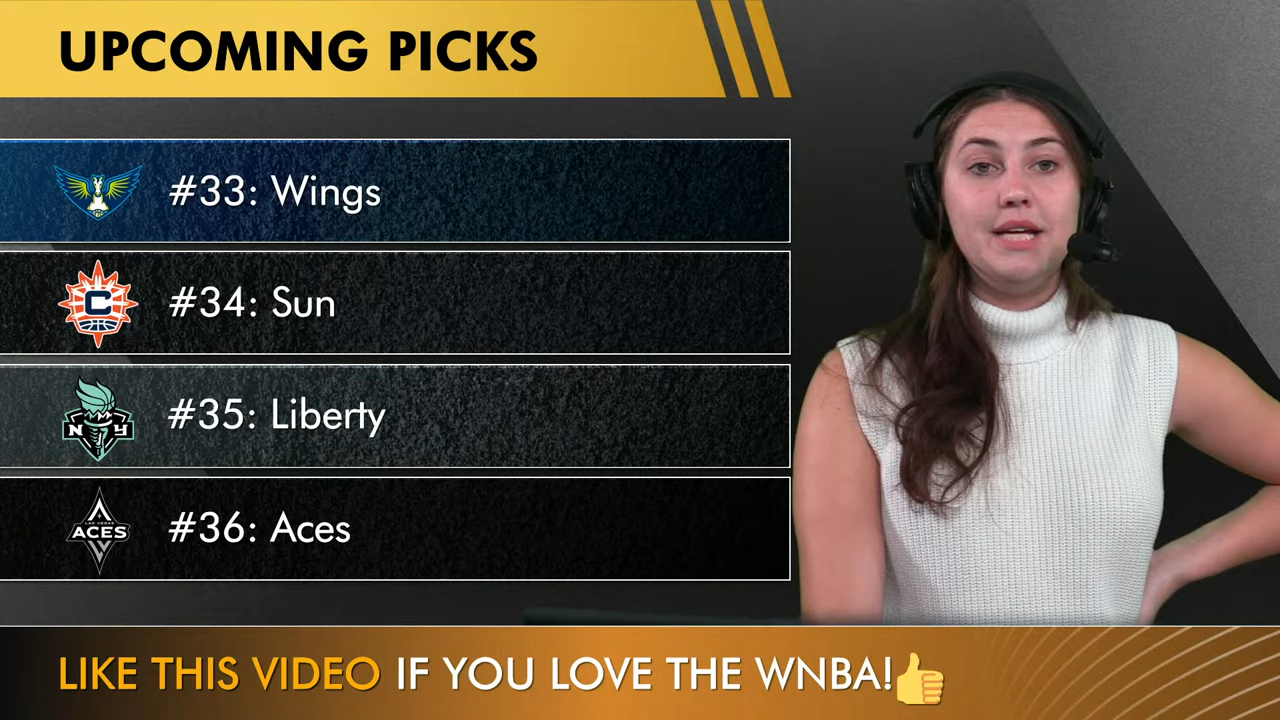 UPCOMING PICKS
#33: Wings
C
#34: Sun
N Y
#35: Liberty
LAS VEGAS
ACES
#36: Aces
LIKE THIS VIDEO IF YOU LOVE THE WNBA!👍